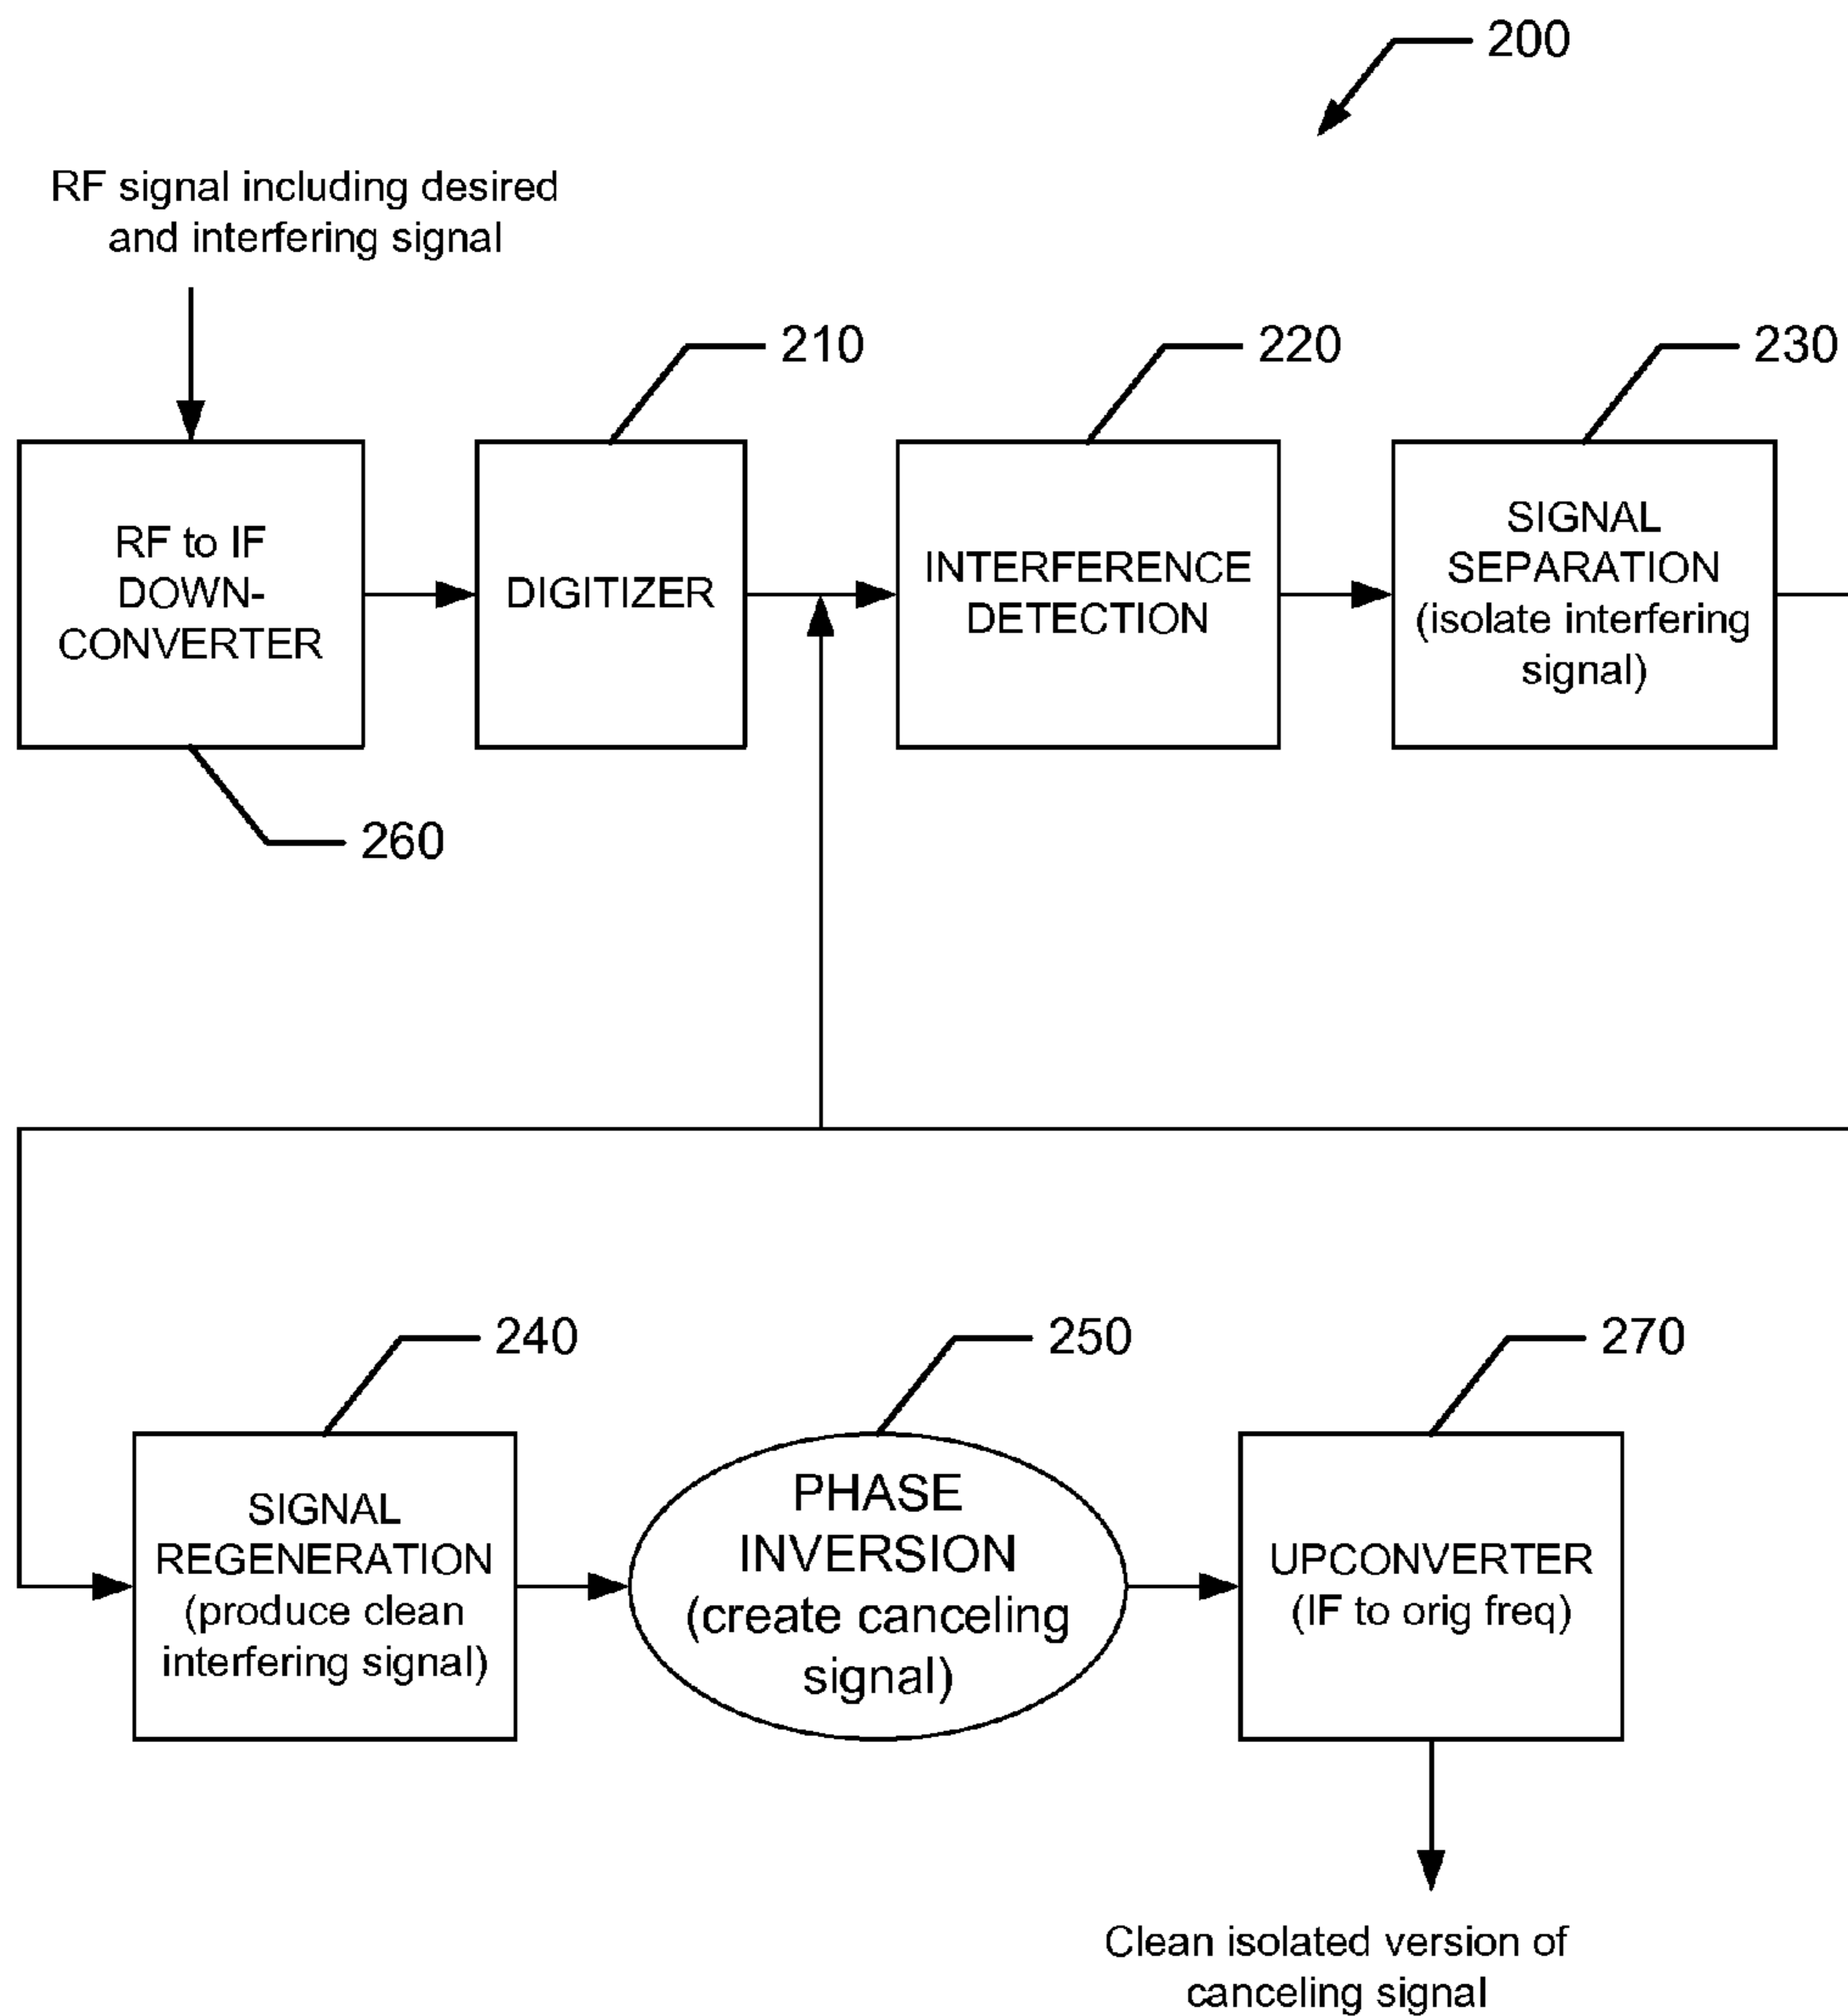 200
RF signal including desired
and interfering signal
210
220
230
RF to IF
DOWN-
CONVERTER
DIGITIZER
INTERFERENCE
DETECTION
SIGNAL
SEPARATION
(isolate interfering
signal)
260
240
250
270
SIGNAL
REGENERATION
(produce clean
interfering signal)
PHASE
INVERSION
(create canceling
signal)
UPCONVERTER
(IF to orig freq)
Clean isolated version of
canceling signal